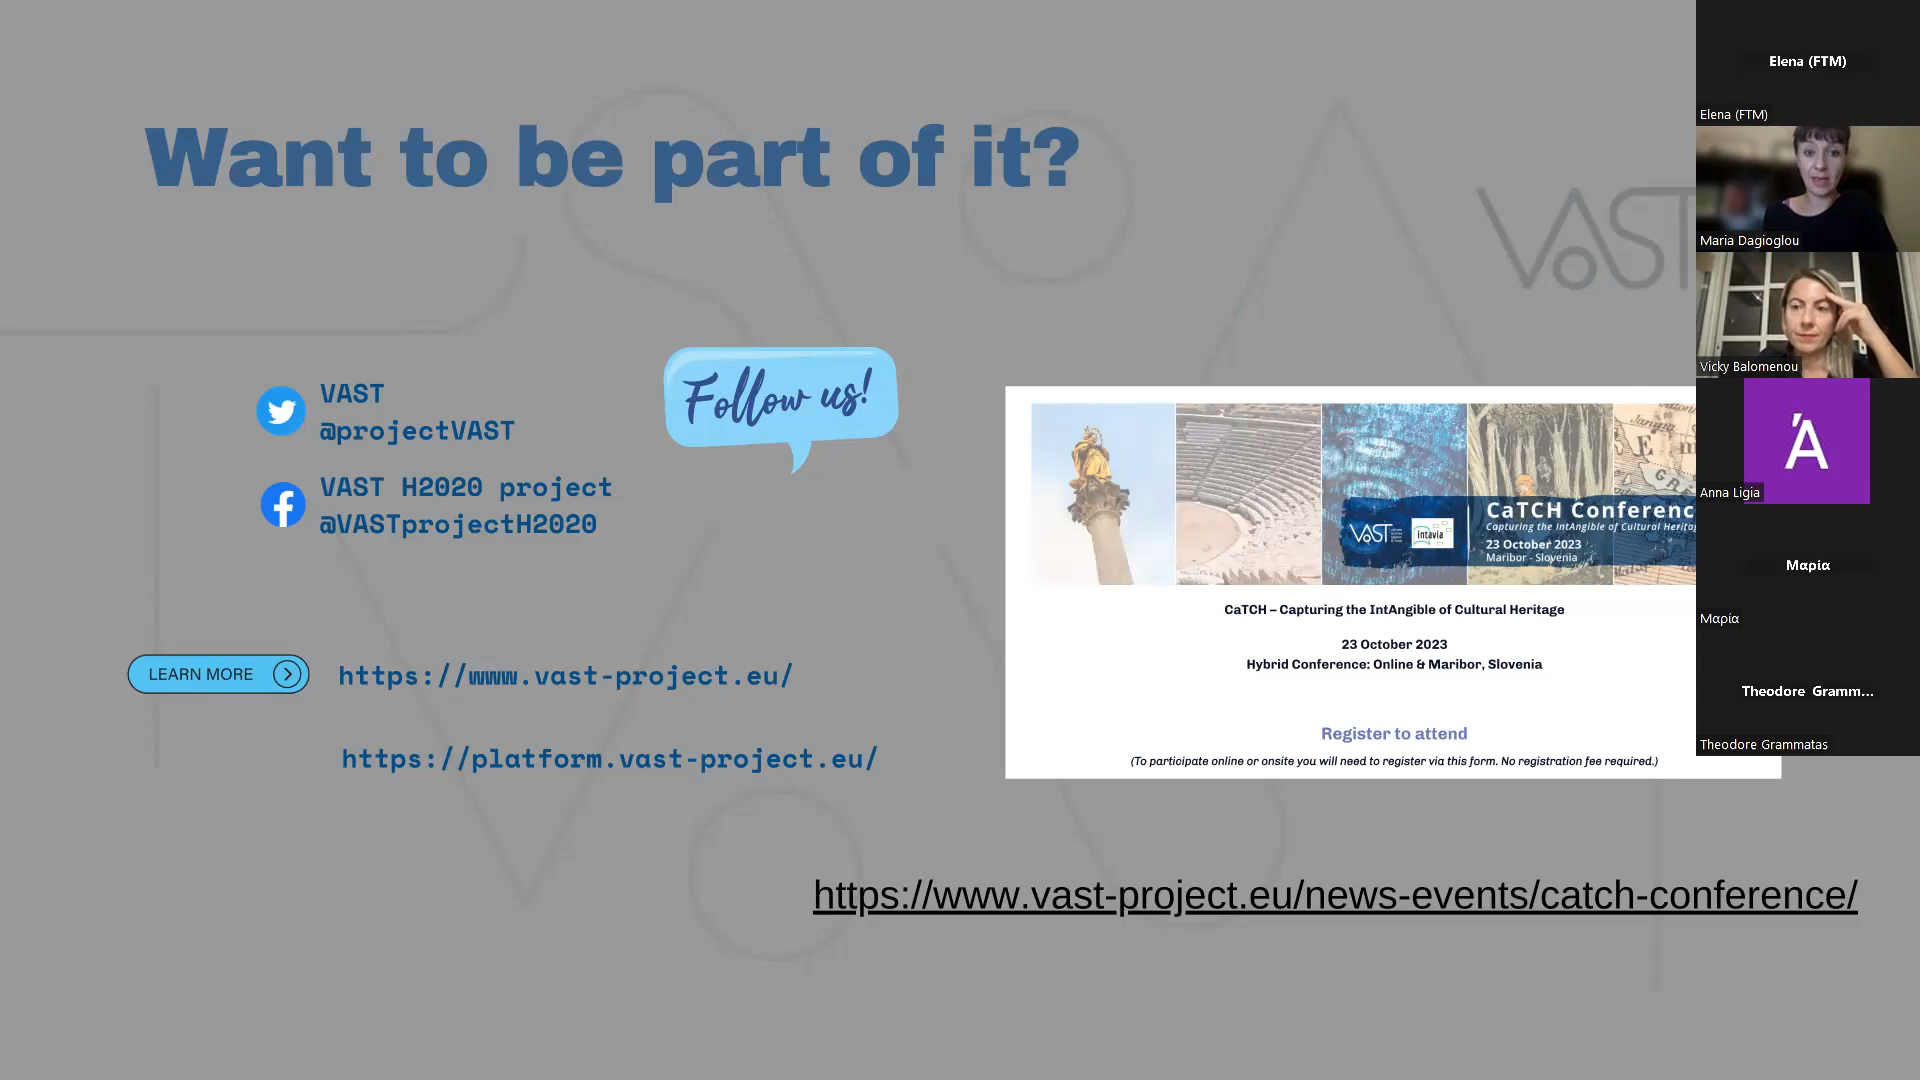 Want to be part of it?
VAST
VAST
@projectVAST
Follow us!
VAST H2020 project
@VASTprojectH2020
LEARN MORE
https://www.vast-project.eu/
https://platform.vast-project.eu/
VAST
intavia
CaTCH Conferenc
Capturing the IntAngible of Cultural Heritag
23 October 2023
Maribor - Slovenia
CaTCH – Capturing the IntAngible of Cultural Heritage
23 October 2023
Hybrid Conference: Online & Maribor, Slovenia
Register to attend
(To participate online or onsite you will need to register via this form. No registration fee required.)
https://www.vast-project.eu/news-events/catch-conference/
Elena (FTM)
Elena (FTM)
Maria Dagioglou
Vicky Balomenou
Ά
Anna Ligia
Μαρία
Μαρία
Theodore Gramm...
Theodore Grammatas